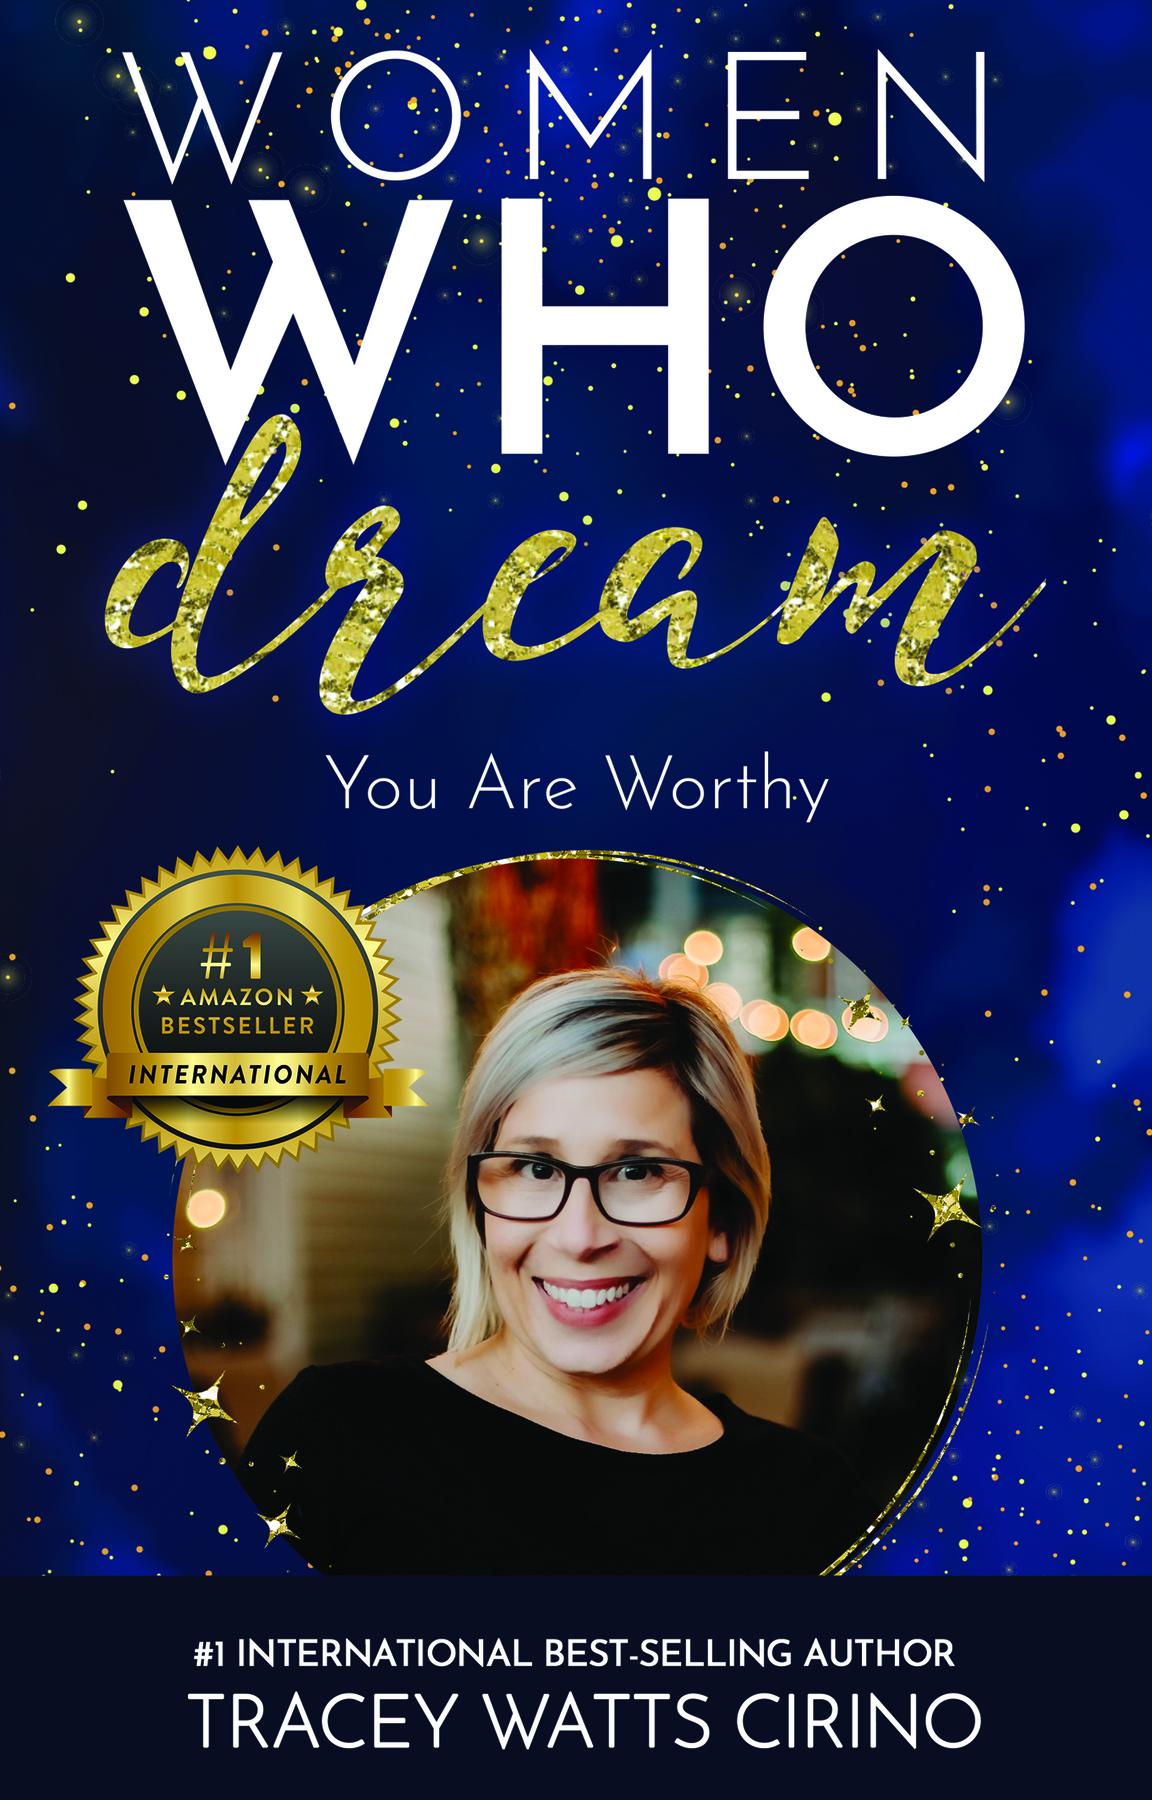 WOMEN
WHO
dream
You Are Worthy
#1
AMAZON
BESTSELLER
INTERNATIONAL
#1 INTERNATIONAL BEST-SELLING AUTHOR
TRACEY WATTS CIRINO